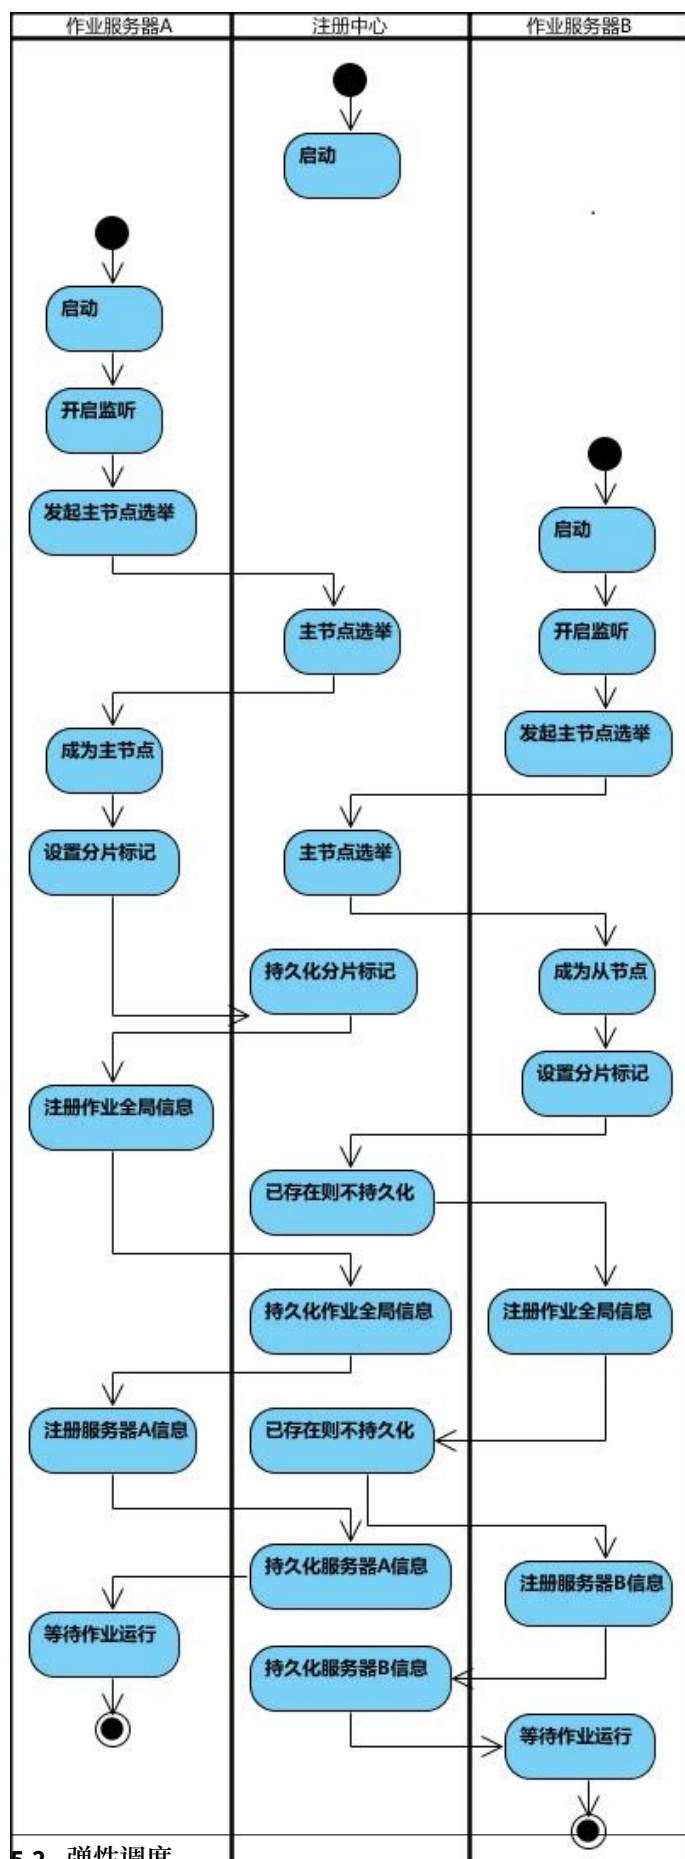 作业服务器A 注册中心 作业服务器B
启动
启动
开启监听
发起主节点选举
启动
主节点选举
开启监听
发起主节点选举
成为主节点
设置分片标记
主节点选举
持久化分片标记
成为从节点
设置分片标记
注册作业全局信息
已存在则不持久化
持久化作业全局信息
注册作业全局信息
注册服务器A信息
已存在则不持久化
持久化服务器A信息
注册服务器B信息
等待作业运行
持久化服务器B信息
等待作业运行
5.2 弹性调度